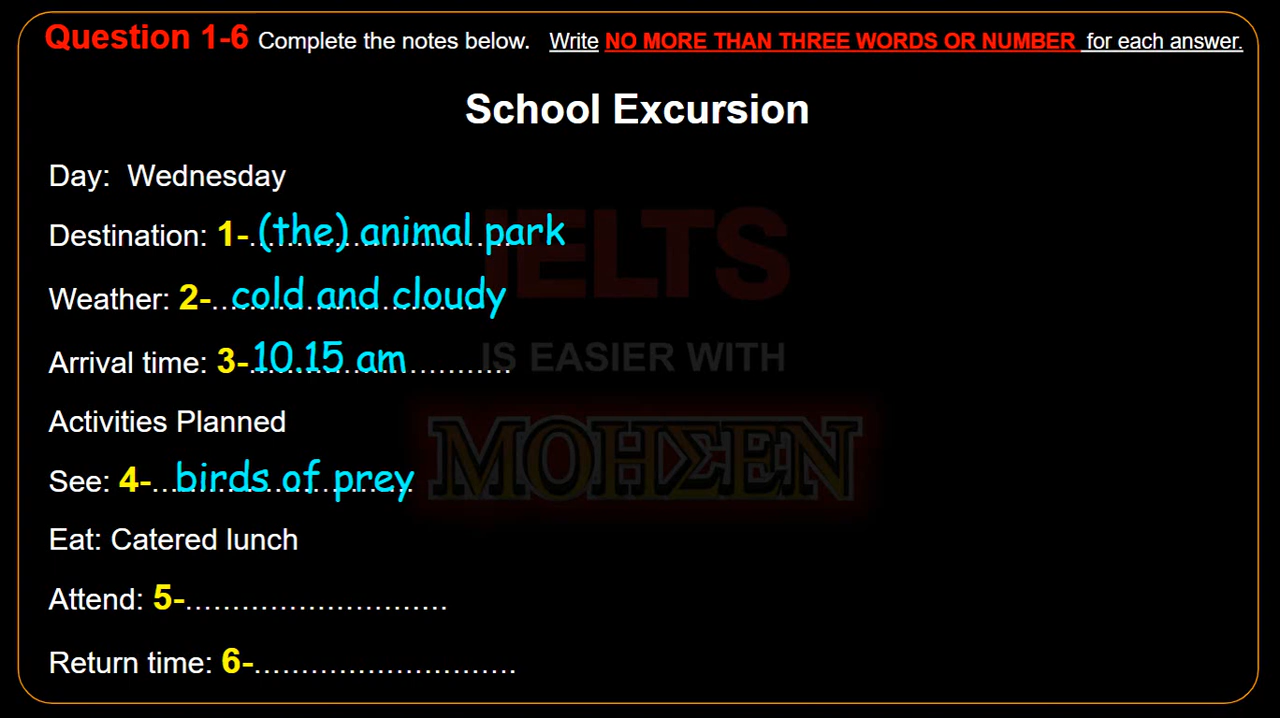 Question 1-6 Complete the notes below. Write NO MORE THAN THREE WORDS OR NUMBER for each answer.
School Excursion
Day: Wednesday
Destination: 1-(the) animal park
Weather: 2-...cold and cloudy
IELTS
Arrival time: 3-10.15 am...........
IS EASIER WITH
Activities Planned
MOHΣEN
See: 4-...birds of prey
Eat: Catered lunch
Attend: 5-............................
Return time: 6-............................